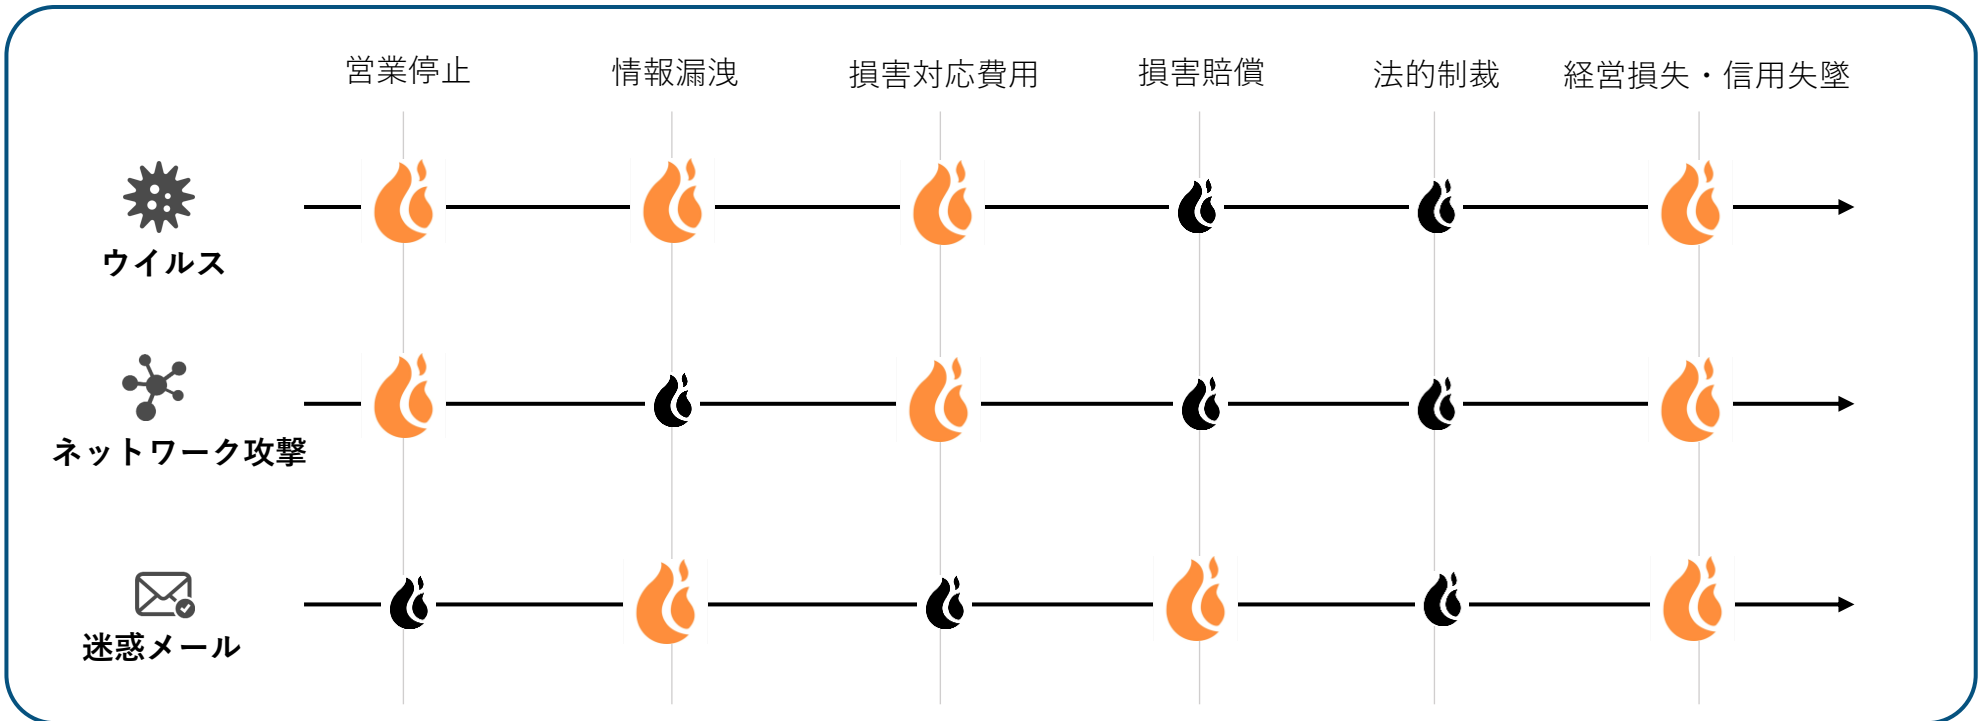 営業停止
情報漏洩
損害対応費用
損害賠償
法的制裁
経営損失・信用失墜
ウイルス
ネットワーク攻撃
迷惑メール